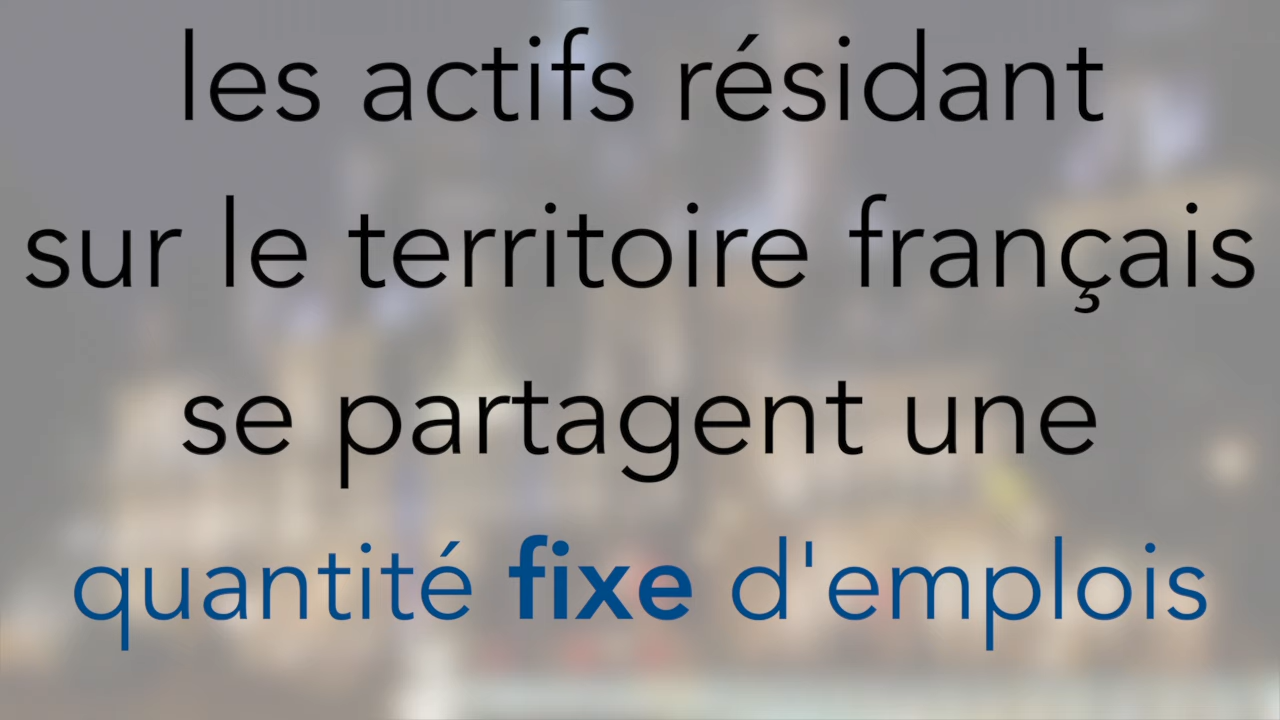 les actifs résidant
sur le territoire français
se partagent une
quantité fixe d'emplois